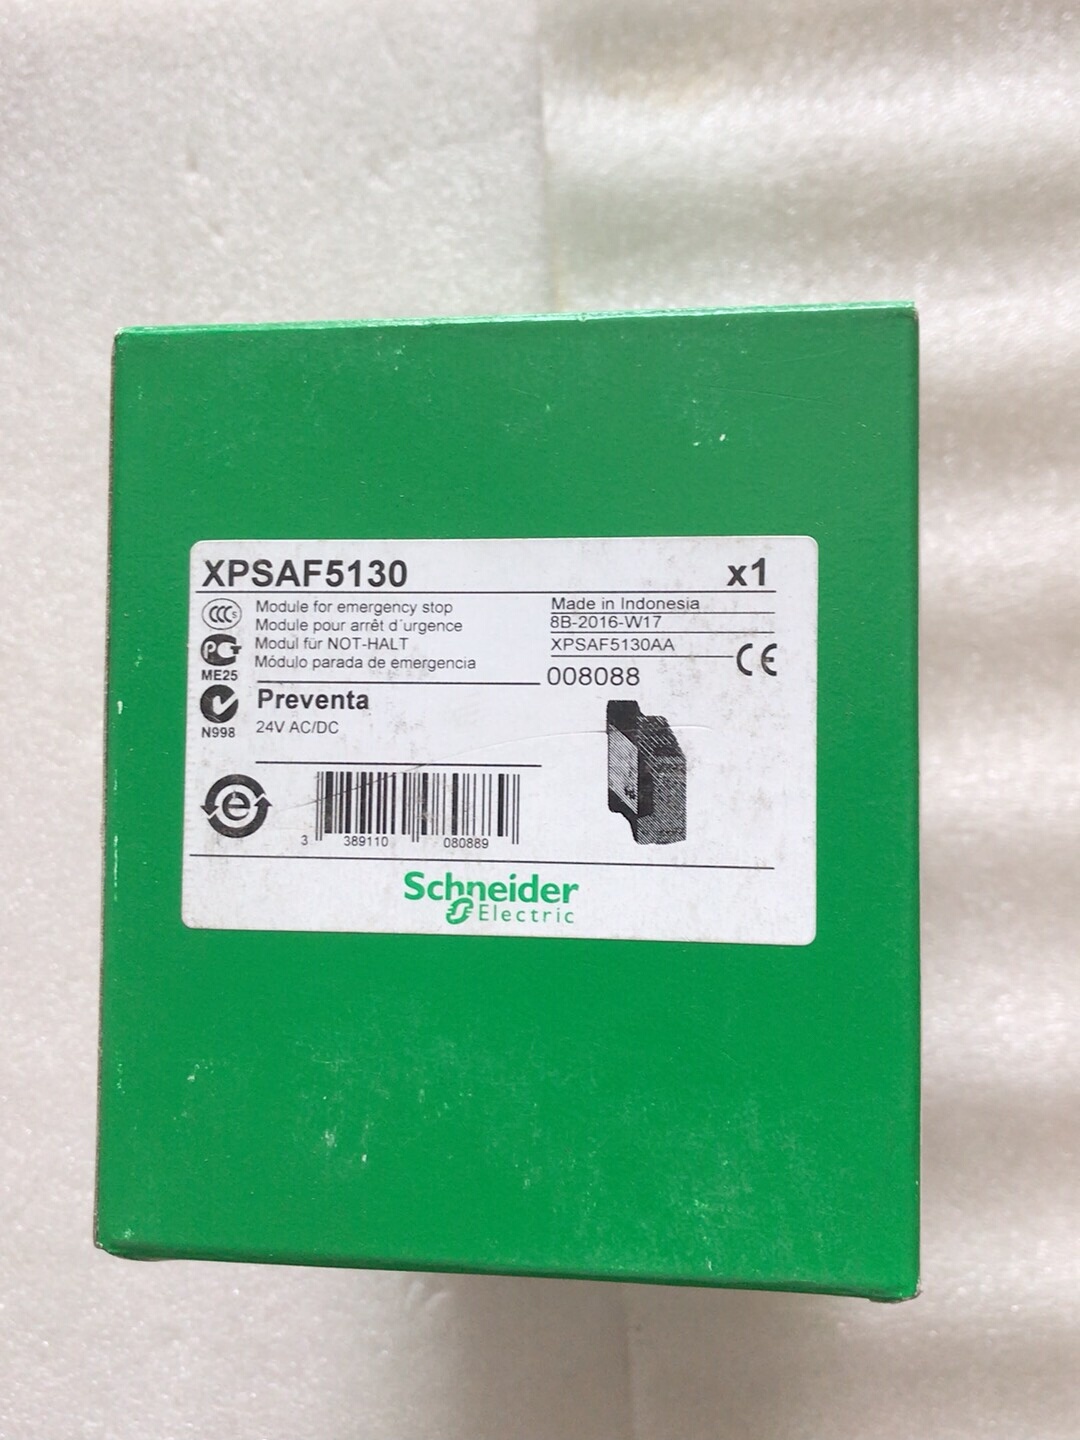 XPSAF5130 x1
CCC S
Module for emergency stop
Module pour arrêt d´urgence
Modul für NOT-HALT
Módulo parada de emergencia
PCT
ME25
N998
Made in Indonesia
8B-2016-W17
XPSAF5130AA
CE
008088
Preventa
24V AC/DC
e
3 389110 080889
Schneider
Electric